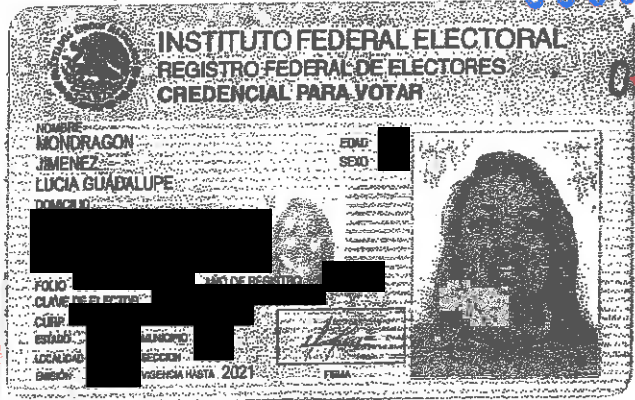 INSTITUTO FEDERAL ELECTORAL
REGISTRO FEDERAL DE ELECTORES
CREDENCIAL PARA VOTAR
NOMBRE
MONDRAGON
JIMENEZ
LUCIA GUADALUPE
EDAD
SEXO
DOMICILIO
FOLIO AÑO DE REGISTRO
CLAVE DE ELECTOR
CURP
ESTADO MUNICIPIO
LOCALIDAD SECCION
EMISIÓN VIGENCIA HASTA 2021
FIRMA